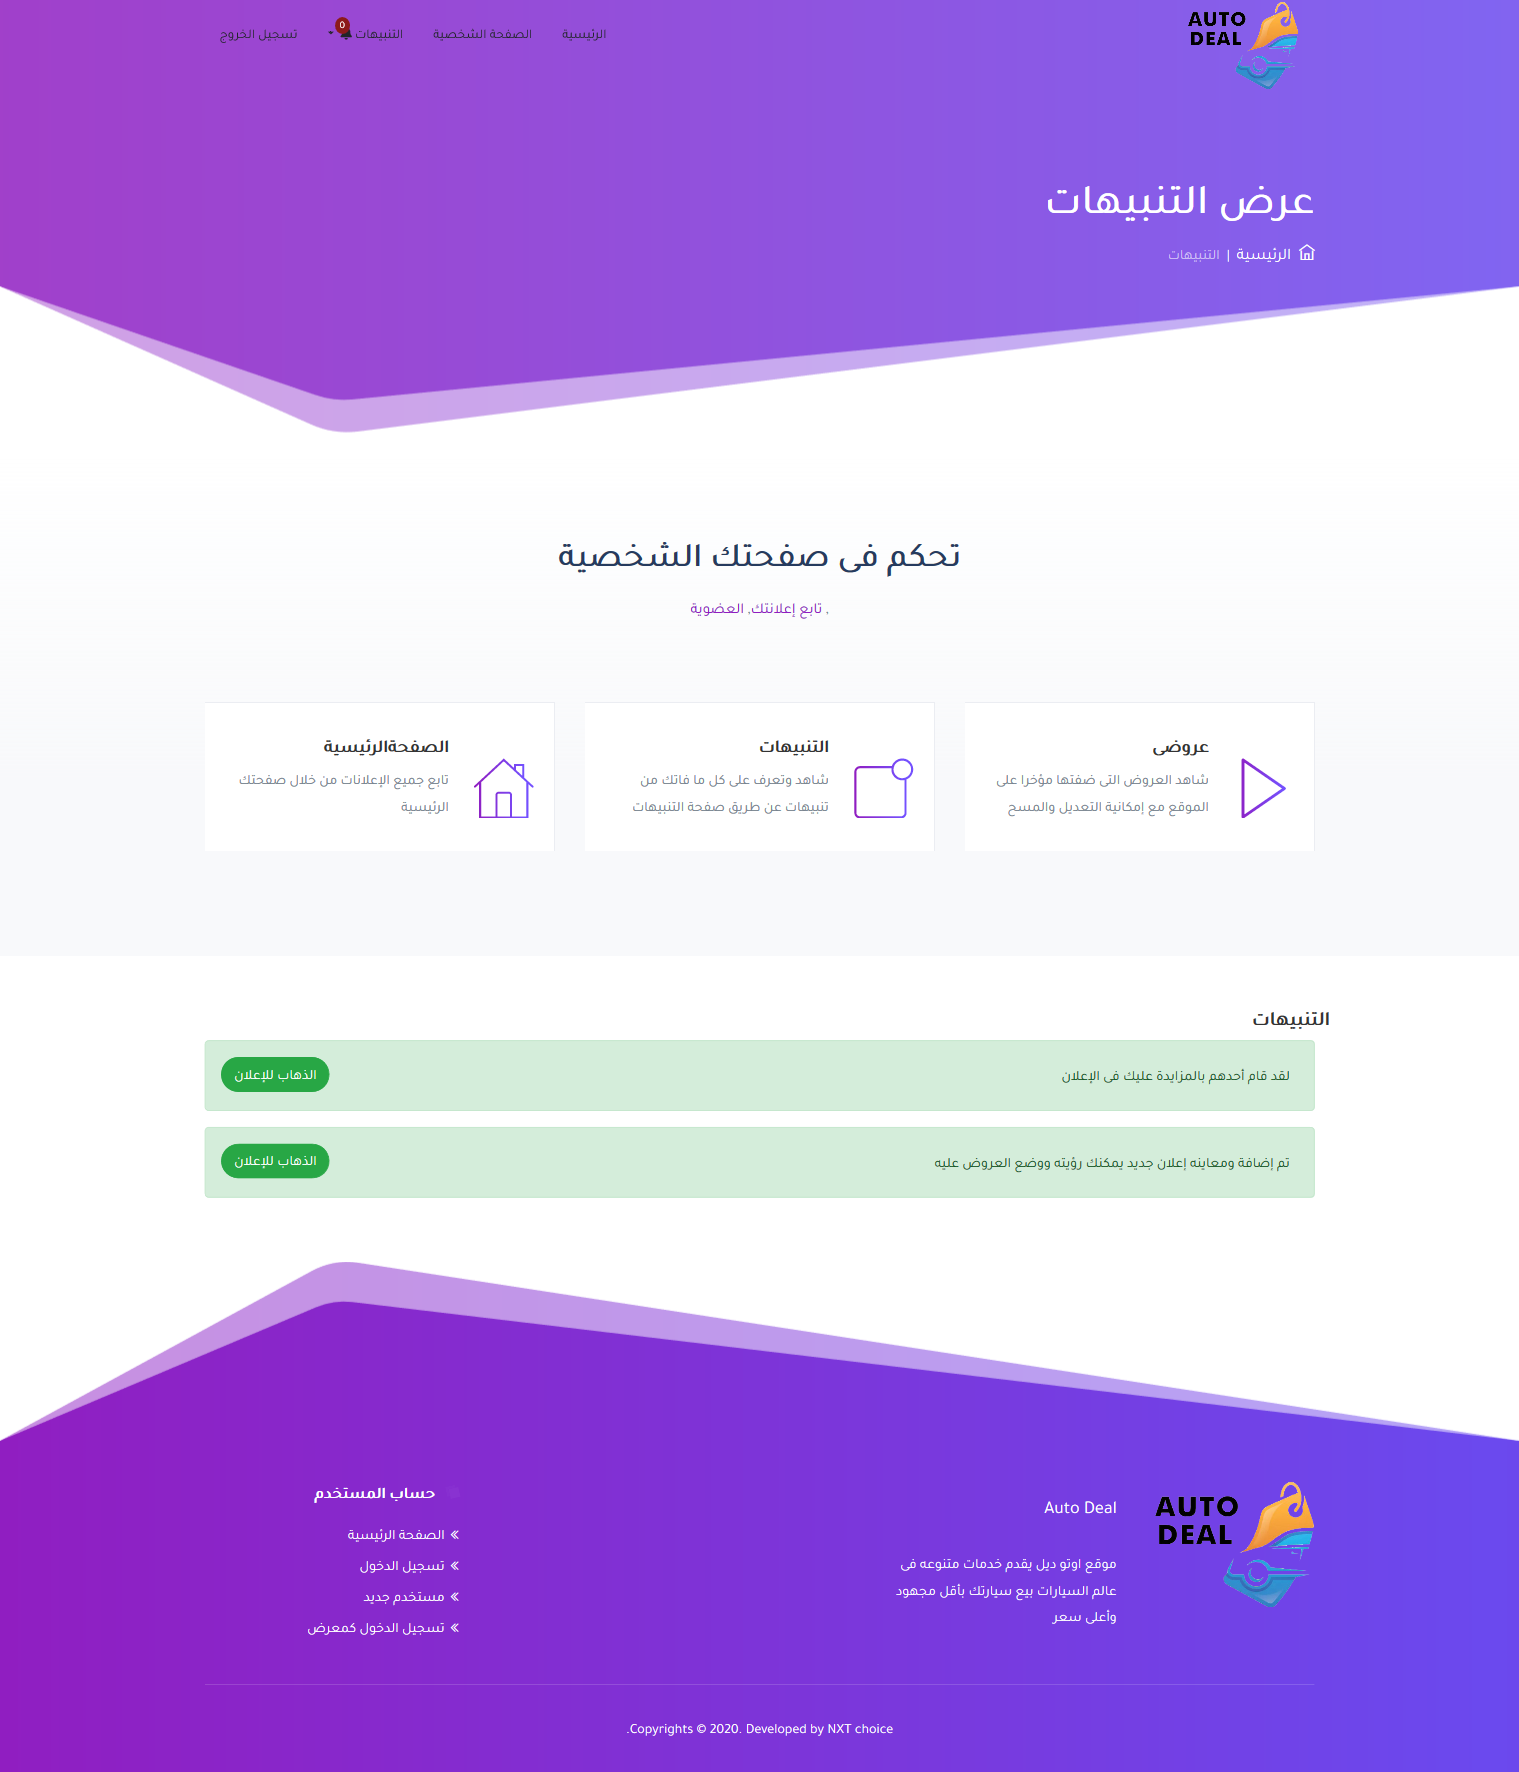 AUTO
DEAL
الرئيسية
الصفحة الشخصية
التنبيهات
0
تسجيل الخروج
عرض التنبيهات
الرئيسية | التنبيهات
تحكم فى صفحتك الشخصية
, تابع إعلانتك, العضوية
عروضى
شاهد العروض التى ضفتها مؤخرا على
الموقع مع إمكانية التعديل والمسح
التنبيهات
شاهد وتعرف على كل ما فاتك من
تنبيهات عن طريق صفحة التنبيهات
الصفحةالرئيسية
تابع جميع الإعلانات من خلال صفحتك
الرئيسية
التنبيهات
لقد قام أحدهم بالمزايدة عليك فى الإعلان
الذهاب للإعلان
تم إضافة ومعاينه إعلان جديد يمكنك رؤيته ووضع العروض عليه
الذهاب للإعلان
AUTO
DEAL
Auto Deal
موقع اوتو ديل يقدم خدمات متنوعه فى
عالم السيارات بيع سيارتك بأقل مجهود
وأعلى سعر
حساب المستخدم
» الصفحة الرئيسية
» تسجيل الدخول
» مستخدم جديد
» تسجيل الدخول كمعرض
.Copyrights © 2020. Developed by NXT choice